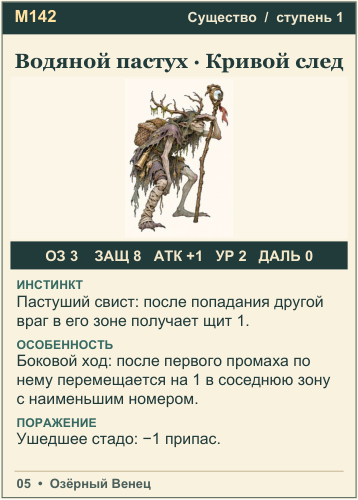 M142
Существо / ступень 1
Водяной пастух · Кривой след
ОЗ 3 ЗАЩ 8 АТК +1 УР 2 ДАЛЬ 0
ИНСТИНКТ
Пастуший свист: после попадания другой
враг в его зоне получает щит 1.
ОСОБЕННОСТЬ
Боковой ход: после первого промаха по
нему перемещается на 1 в соседнюю зону
с наименьшим номером.
ПОРАЖЕНИЕ
Ушедшее стадо: −1 припас.
05 • Озёрный Венец